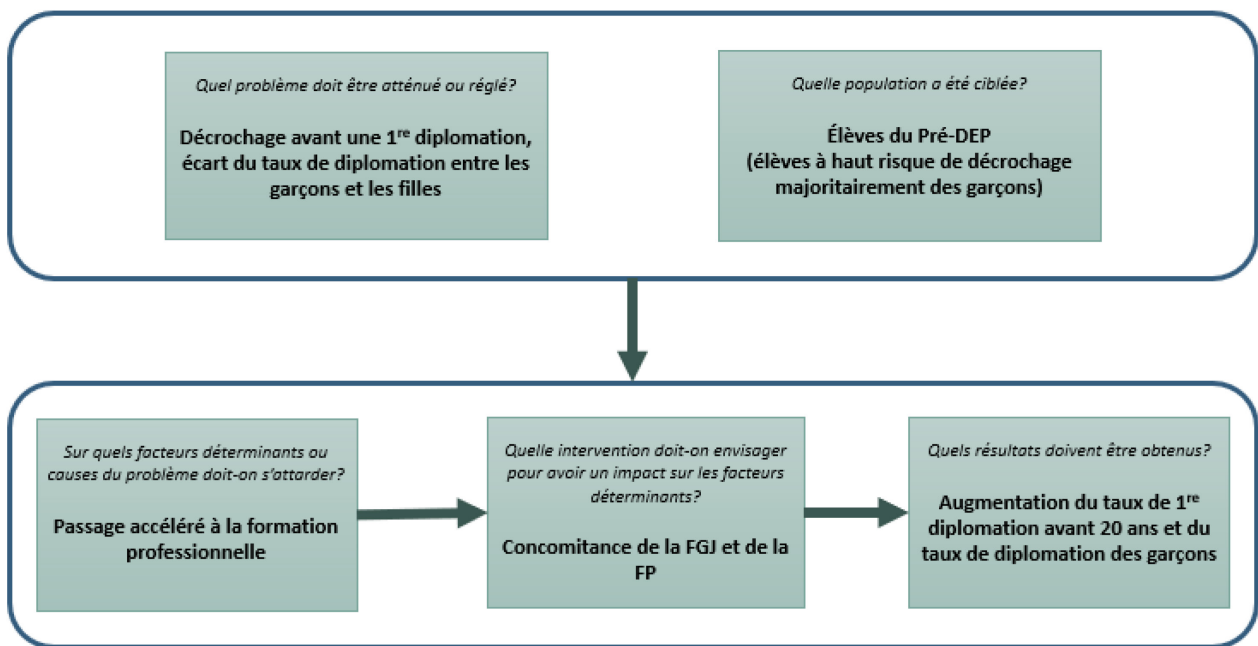 Quel problème doit être atténué ou réglé?
Décrochage avant une 1re diplomation,
écart du taux de diplomation entre les
garçons et les filles
Quelle population a été ciblée?
Élèves du Pré-DEP
(élèves à haut risque de décrochage
majoritairement des garçons)
Sur quels facteurs déterminants ou
causes du problème doit-on s'attarder?
Passage accéléré à la formation
professionnelle
Quelle intervention doit-on envisager
pour avoir un impact sur les facteurs
déterminants?
Concomitance de la FGJ et de la
FP
Quels résultats doivent être obtenus?
Augmentation du taux de 1re
diplomation avant 20 ans et du
taux de diplomation des garçons